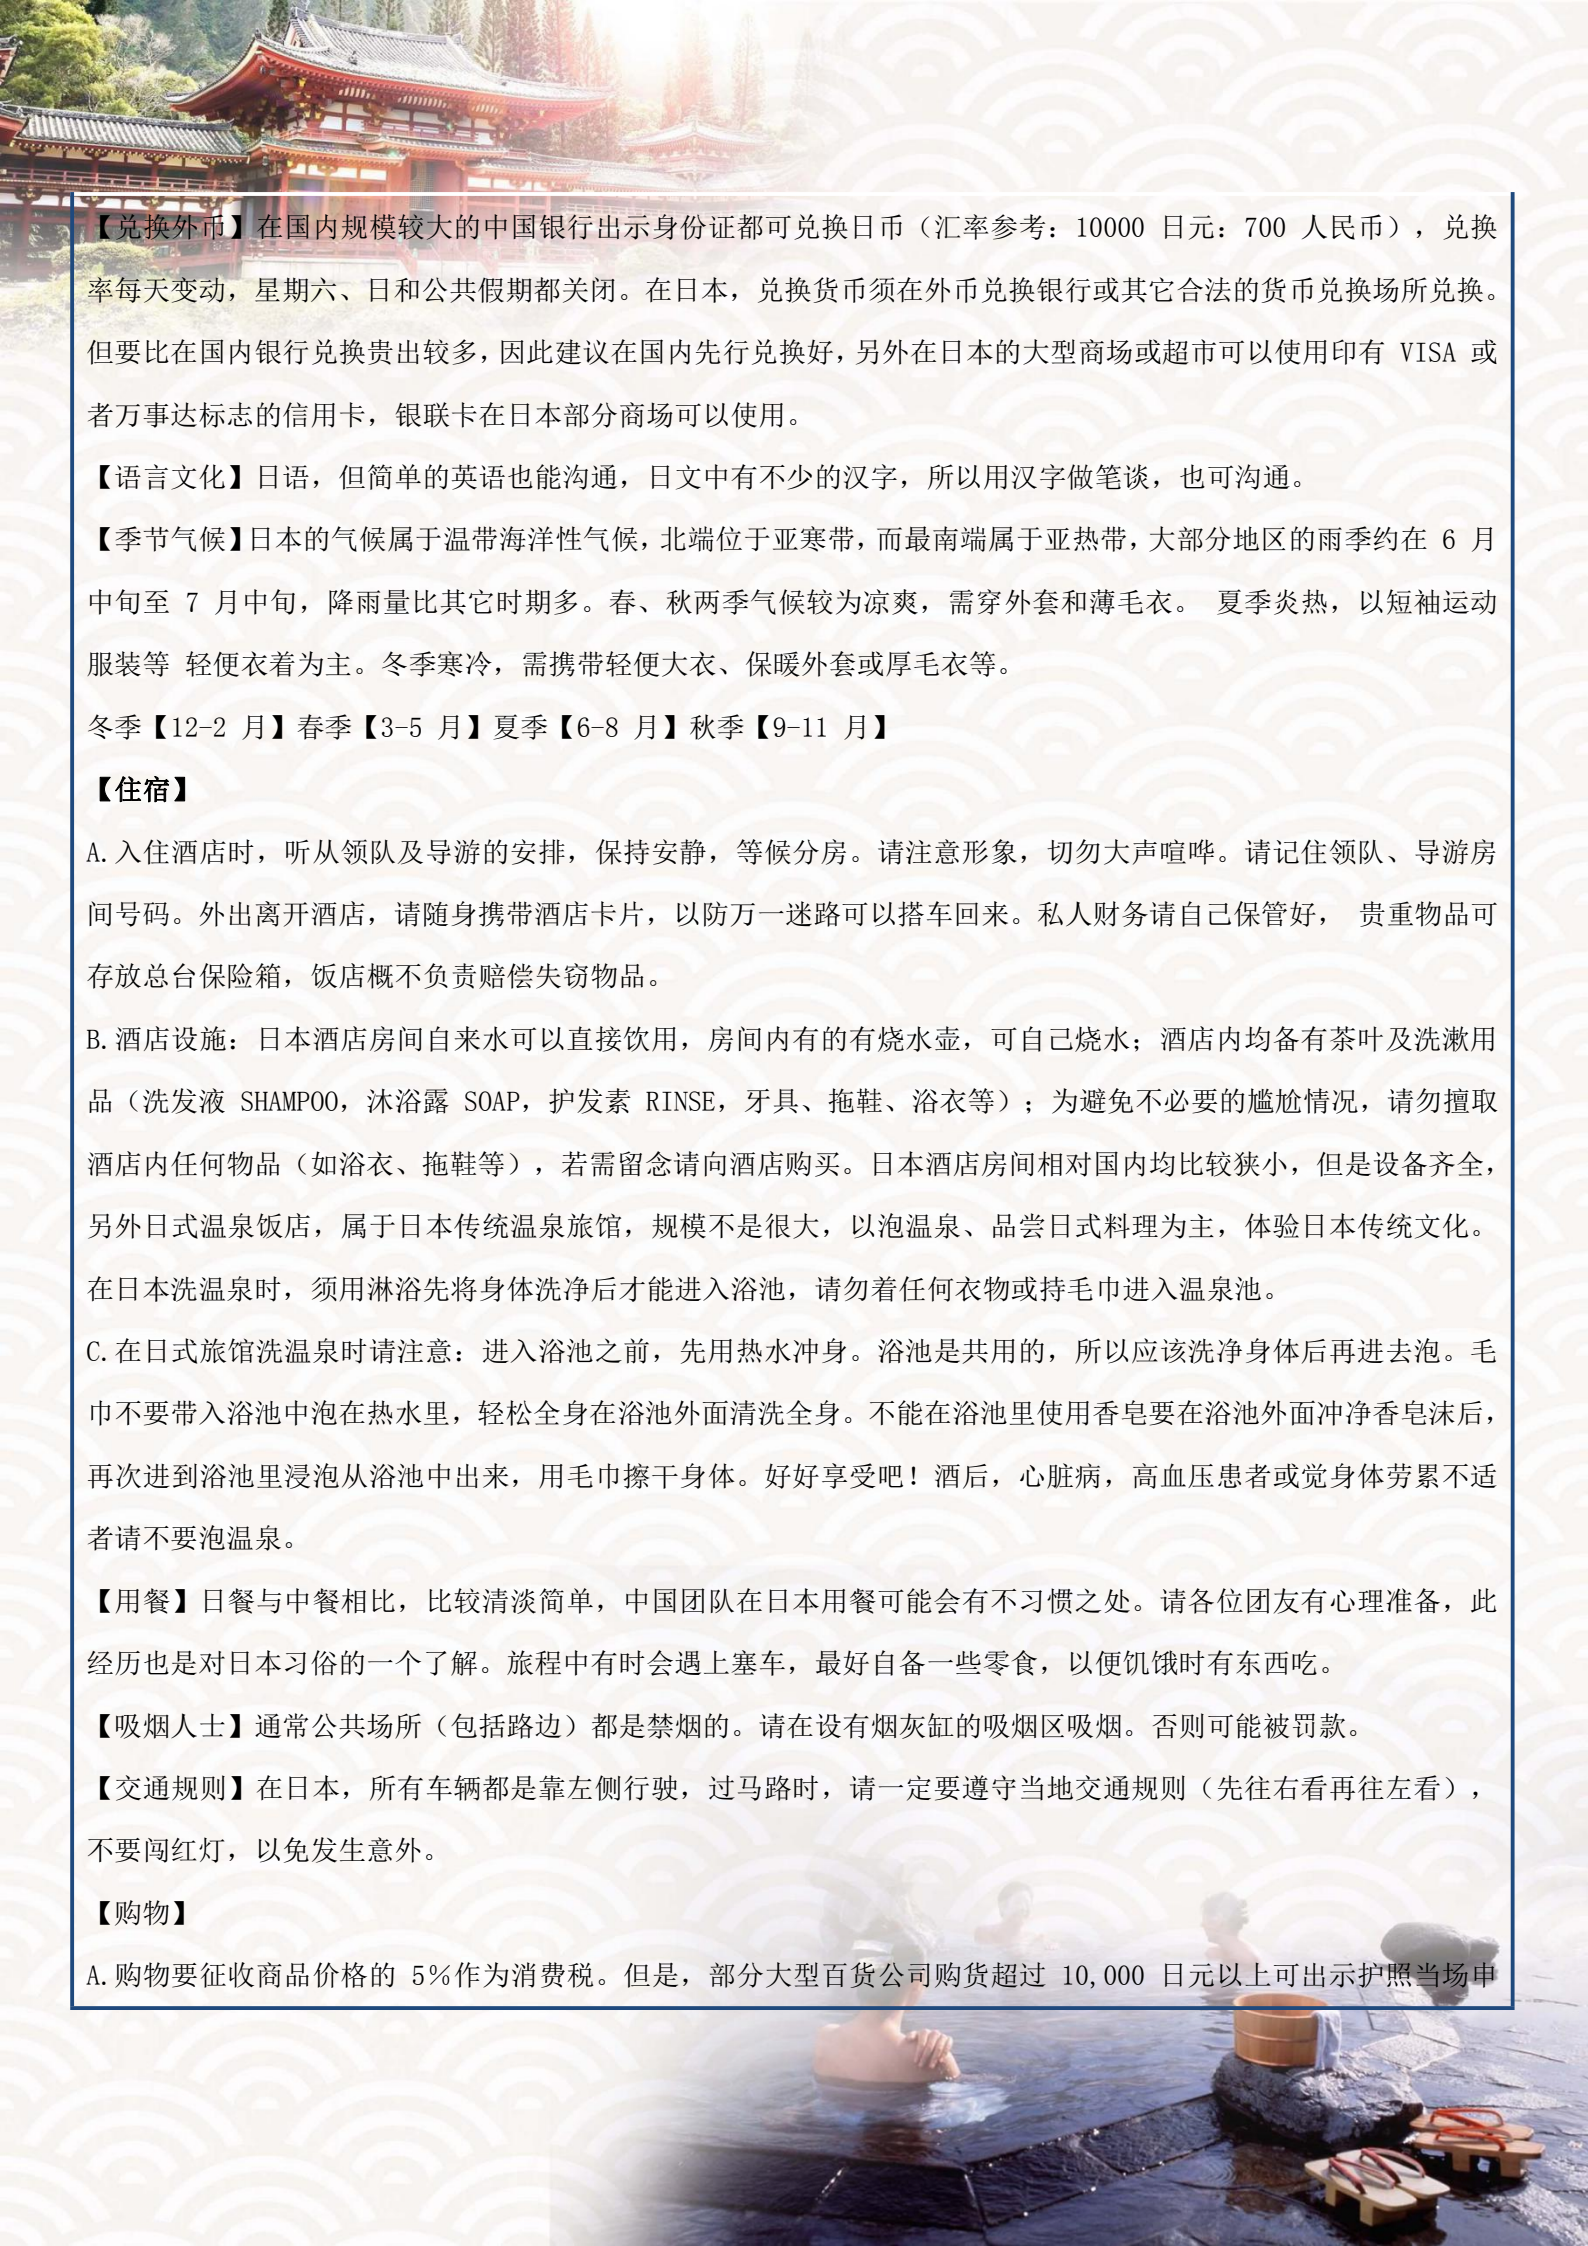 【兑换外币】在国内规模较大的中国银行出示身份证都可兑换日币（汇率参考：10000 日元：700 人民币），兑换
率每天变动，星期六、日和公共假期都关闭。在日本，兑换货币须在外币兑换银行或其它合法的货币兑换场所兑换。
但要比在国内银行兑换贵出较多，因此建议在国内先行兑换好，另外在日本的大型商场或超市可以使用印有 VISA 或
者万事达标志的信用卡，银联卡在日本部分商场可以使用。
【语言文化】日语，但简单的英语也能沟通，日文中有不少的汉字，所以用汉字做笔谈，也可沟通。
【季节气候】日本的气候属于温带海洋性气候，北端位于亚寒带，而最南端属于亚热带，大部分地区的雨季约在 6 月
中旬至 7 月中旬，降雨量比其它时期多。春、秋两季气候较为凉爽，需穿外套和薄毛衣。 夏季炎热，以短袖运动
服装等 轻便衣着为主。冬季寒冷，需携带轻便大衣、保暖外套或厚毛衣等。
冬季【12-2 月】春季【3-5 月】夏季【6-8 月】秋季【9-11 月】
【住宿】
A.入住酒店时，听从领队及导游的安排，保持安静，等候分房。请注意形象，切勿大声喧哗。请记住领队、导游房
间号码。外出离开酒店，请随身携带酒店卡片，以防万一迷路可以搭车回来。私人财务请自己保管好， 贵重物品可
存放总台保险箱，饭店概不负责赔偿失窃物品。
B.酒店设施：日本酒店房间自来水可以直接饮用，房间内有的有烧水壶，可自己烧水；酒店内均备有茶叶及洗漱用
品（洗发液 SHAMPOO，沐浴露 SOAP，护发素 RINSE，牙具、拖鞋、浴衣等）；为避免不必要的尴尬情况，请勿擅取
酒店内任何物品（如浴衣、拖鞋等），若需留念请向酒店购买。日本酒店房间相对国内均比较狭小，但是设备齐全，
另外日式温泉饭店，属于日本传统温泉旅馆，规模不是很大，以泡温泉、品尝日式料理为主，体验日本传统文化。
在日本洗温泉时，须用淋浴先将身体洗净后才能进入浴池，请勿着任何衣物或持毛巾进入温泉池。
C.在日式旅馆洗温泉时请注意：进入浴池之前，先用热水冲身。浴池是共用的，所以应该洗净身体后再进去泡。毛
巾不要带入浴池中泡在热水里，轻松全身在浴池外面清洗全身。不能在浴池里使用香皂要在浴池外面冲净香皂沫后，
再次进到浴池里浸泡从浴池中出来，用毛巾擦干身体。好好享受吧！酒后，心脏病，高血压患者或觉身体劳累不适
者请不要泡温泉。
【用餐】日餐与中餐相比，比较清淡简单，中国团队在日本用餐可能会有不习惯之处。请各位团友有心理准备，此
经历也是对日本习俗的一个了解。旅程中有时会遇上塞车，最好自备一些零食，以便饥饿时有东西吃。
【吸烟人士】通常公共场所（包括路边）都是禁烟的。请在设有烟灰缸的吸烟区吸烟。否则可能被罚款。
【交通规则】在日本，所有车辆都是靠左侧行驶，过马路时，请一定要遵守当地交通规则（先往右看再往左看），
不要闯红灯，以免发生意外。
【购物】
A.购物要征收商品价格的 5%作为消费税。但是，部分大型百货公司购货超过 10,000 日元以上可出示护照当场申